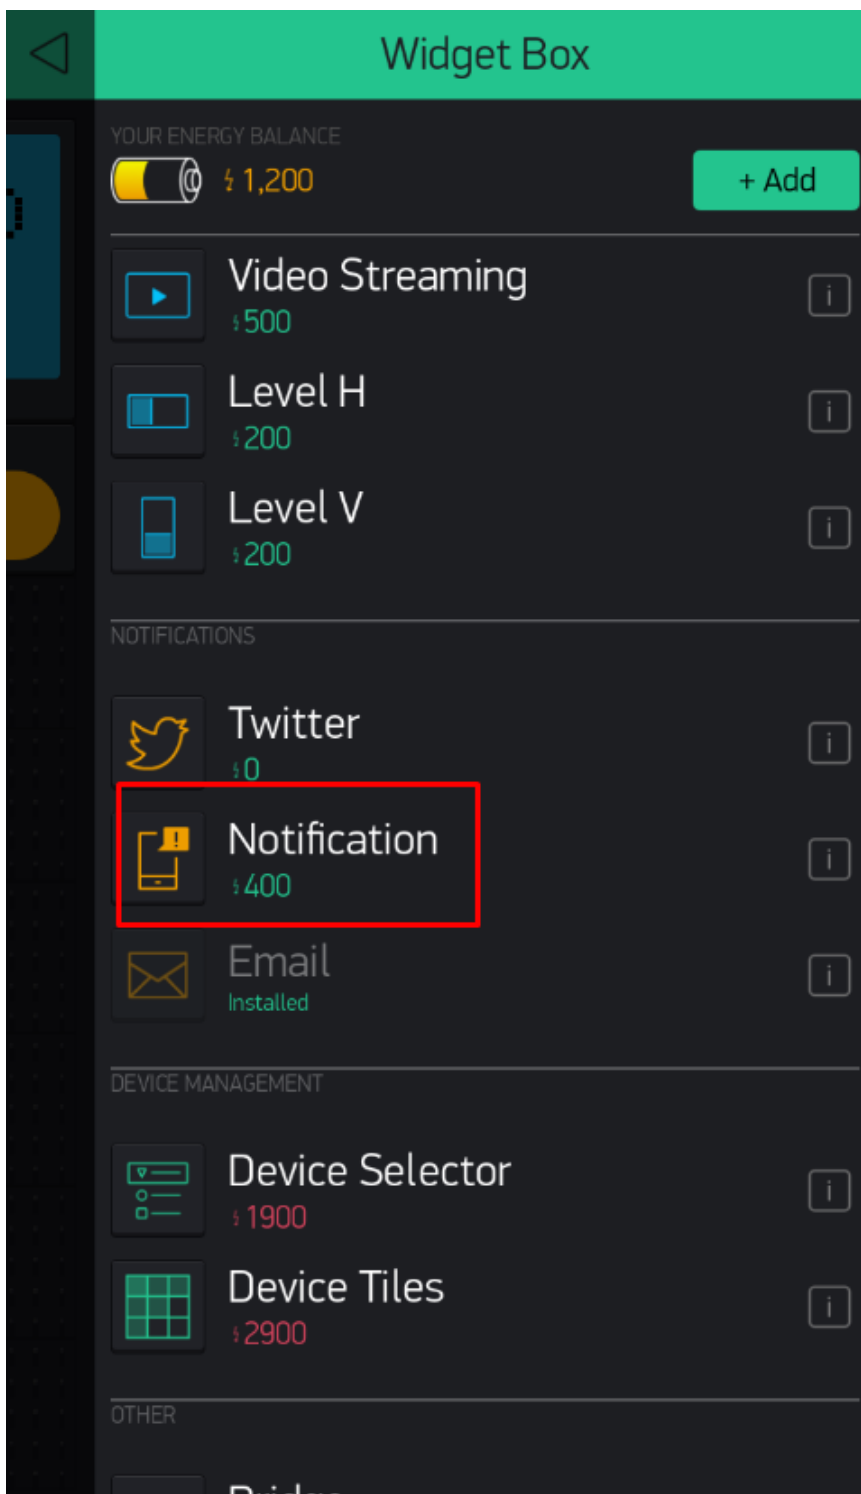 Widget Box
YOUR ENERGY BALANCE
1,200
+ Add
Video Streaming
500
Level H
200
Level V
200
NOTIFICATIONS
Twitter
0
Notification
400
Email
Installed
DEVICE MANAGEMENT
Device Selector
1900
Device Tiles
2900
OTHER